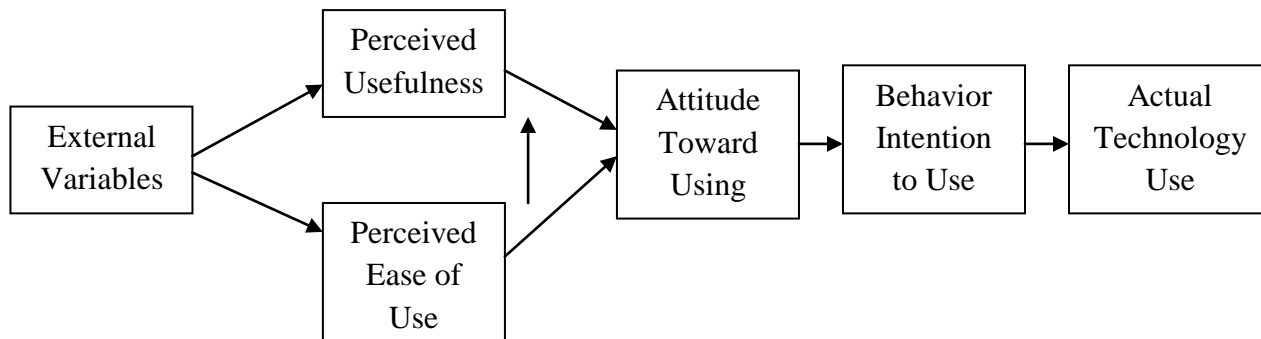 External
Variables
Perceived
Usefulness
Perceived
Ease of
Use
Attitude
Toward
Using
Behavior
Intention
to Use
Actual
Technology
Use